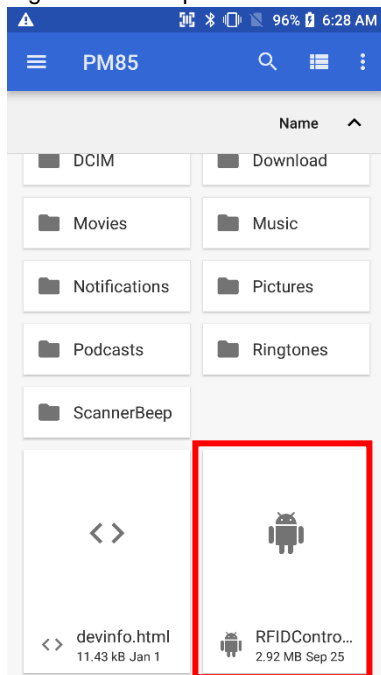 96% 6:28 AM
PM85
Name
DCIM Download
Movies Music
Notifications Pictures
Podcasts Ringtones
ScannerBeep
devinfo.html RFIDContro...
11.43 kB Jan 1 2.92 MB Sep 25